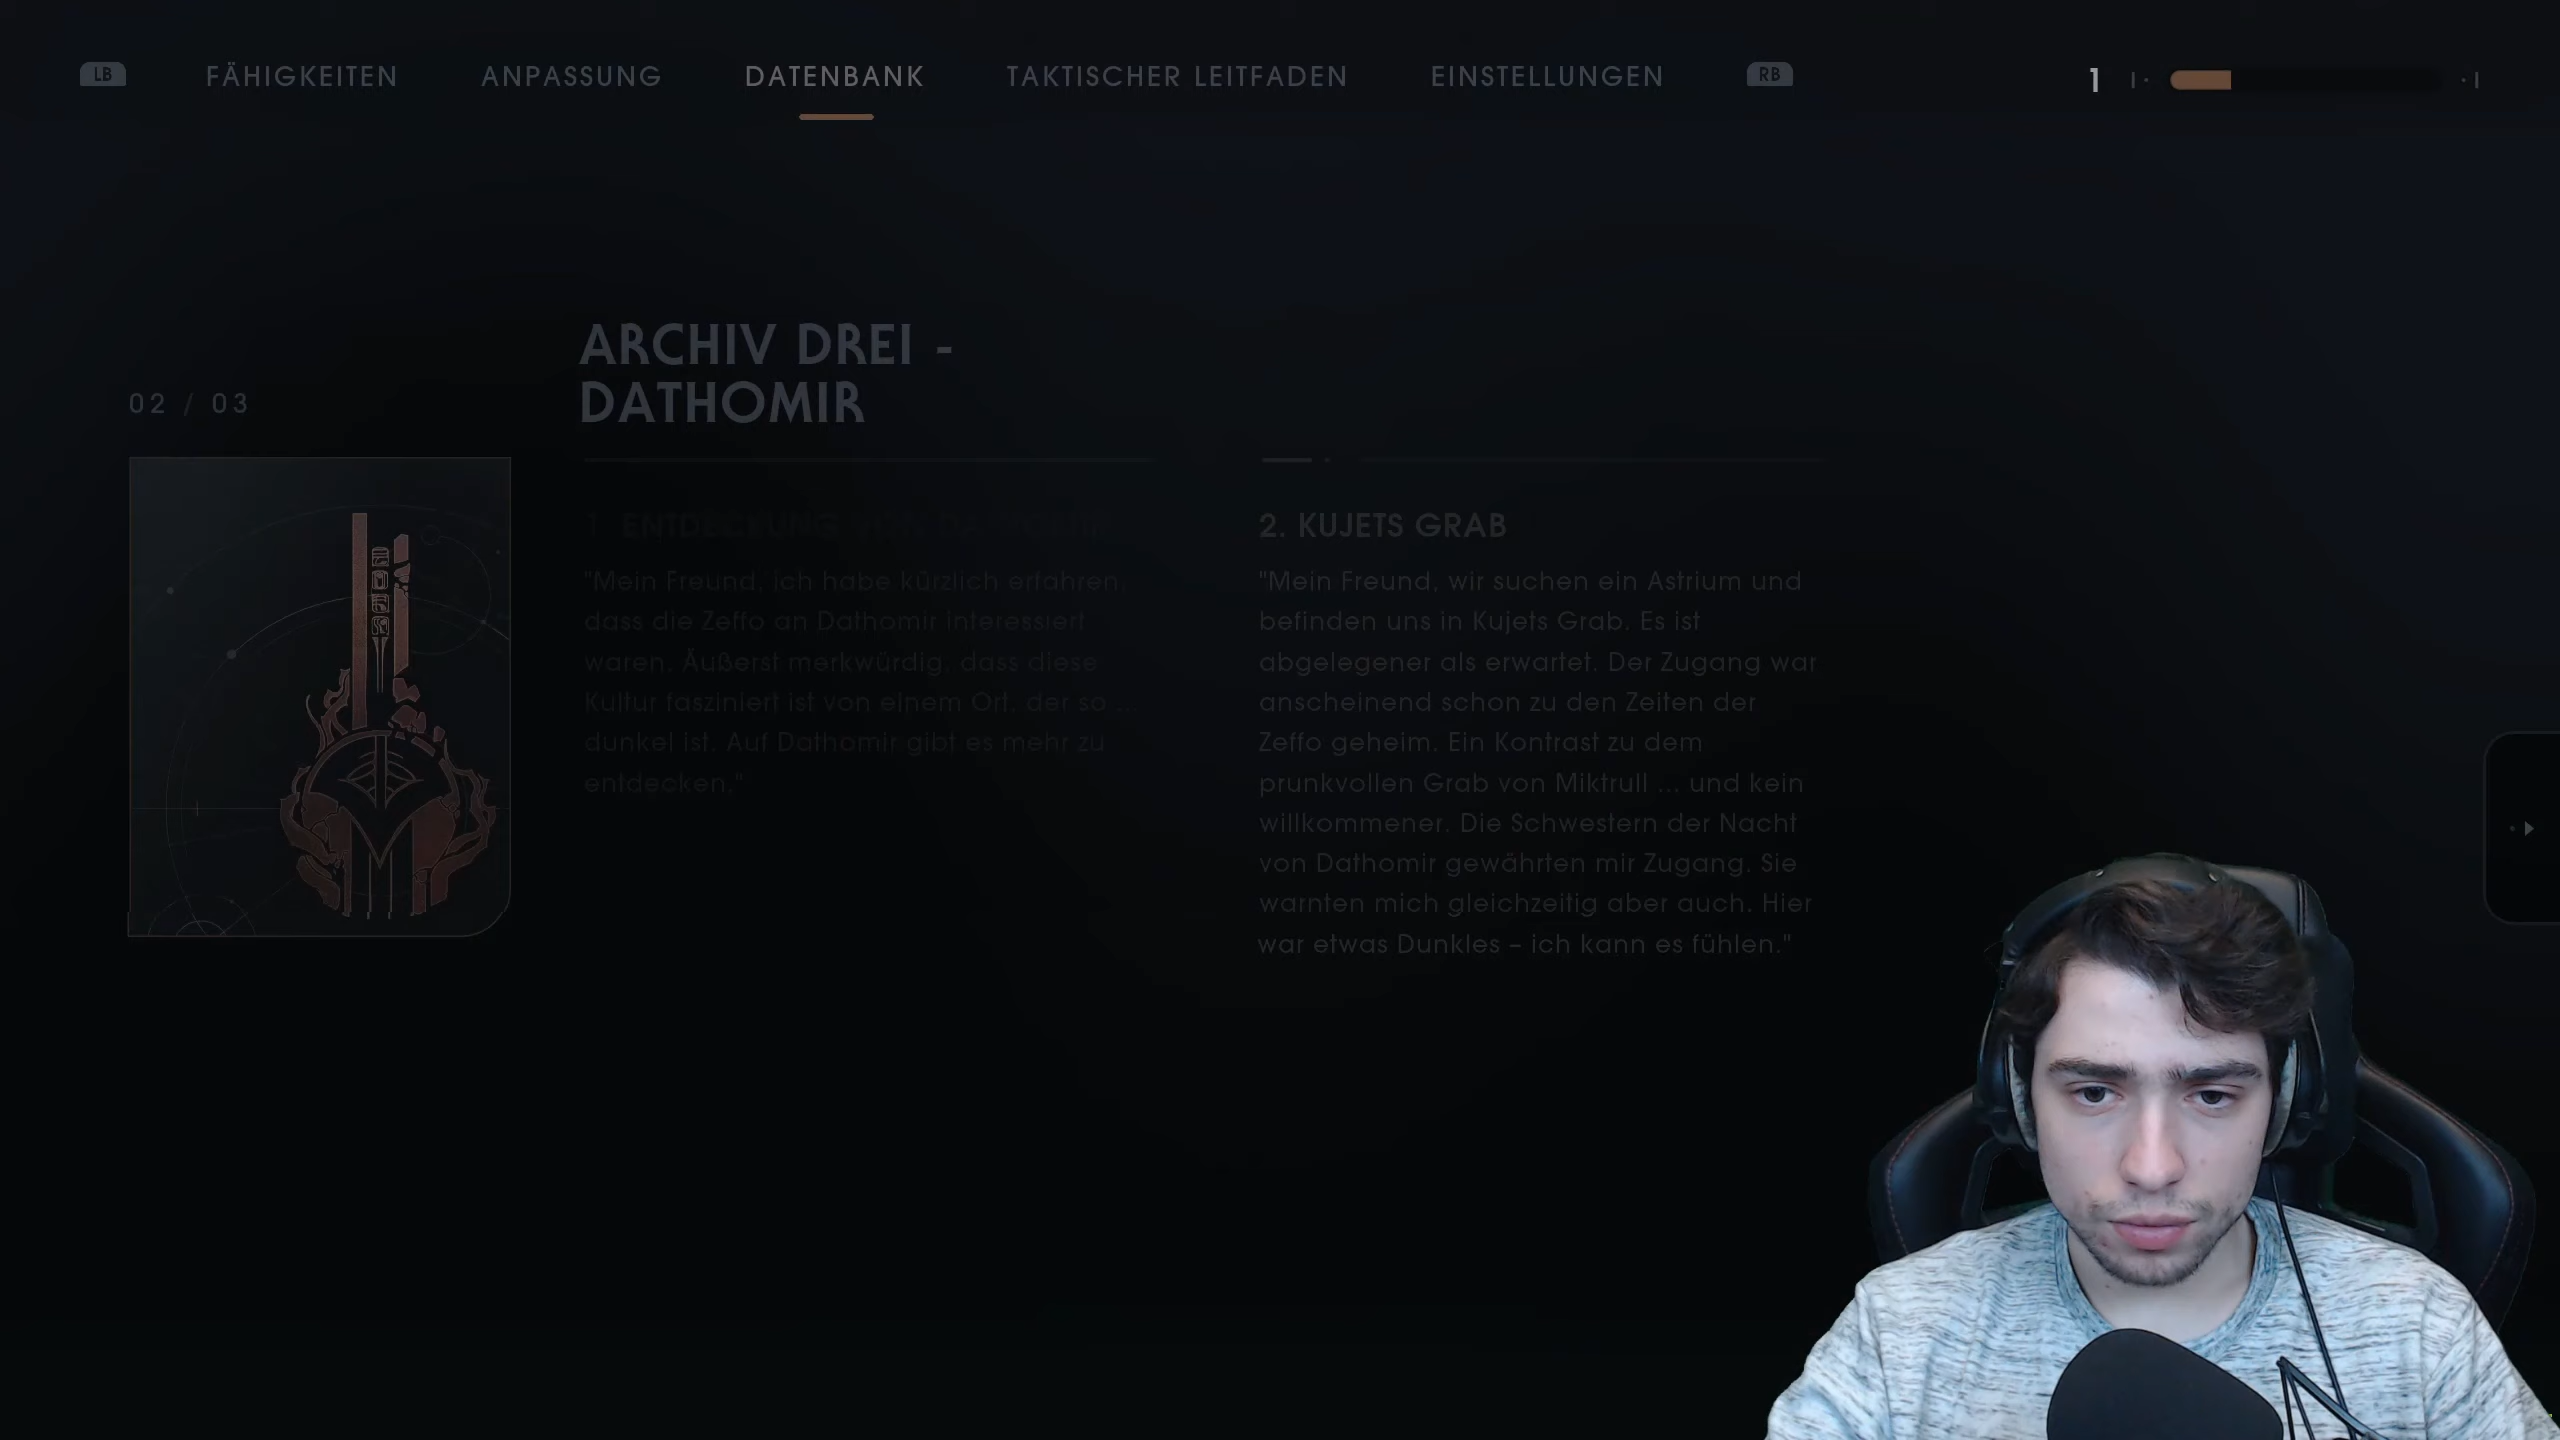 LB
FÄHIGKEITEN
ANPASSUNG
DATENBANK
TAKTISCHER LEITFADEN
EINSTELLUNGEN
RB
1
ARCHIV DREI -
DATHOMIR
02 / 03
1. ENTDECKUNG VON DATHOMIR
"Mein Freund, ich habe kürzlich erfahren,
dass die Zeffo an Dathomir interessiert
waren. Äußerst merkwürdig, dass diese
Kultur fasziniert ist von einem Ort, der so ...
dunkel ist. Auf Dathomir gibt es mehr zu
entdecken."
2. KUJETS GRAB
"Mein Freund, wir suchen ein Astrium und
befinden uns in Kujets Grab. Es ist
abgelegener als erwartet. Der Zugang war
anscheinend schon zu den Zeiten der
Zeffo geheim. Ein Kontrast zu dem
prunkvollen Grab von Miktrull ... und kein
willkommener. Die Schwestern der Nacht
von Dathomir gewährten mir Zugang. Sie
warnten mich gleichzeitig aber auch. Hier
war etwas Dunkles – ich kann es fühlen."